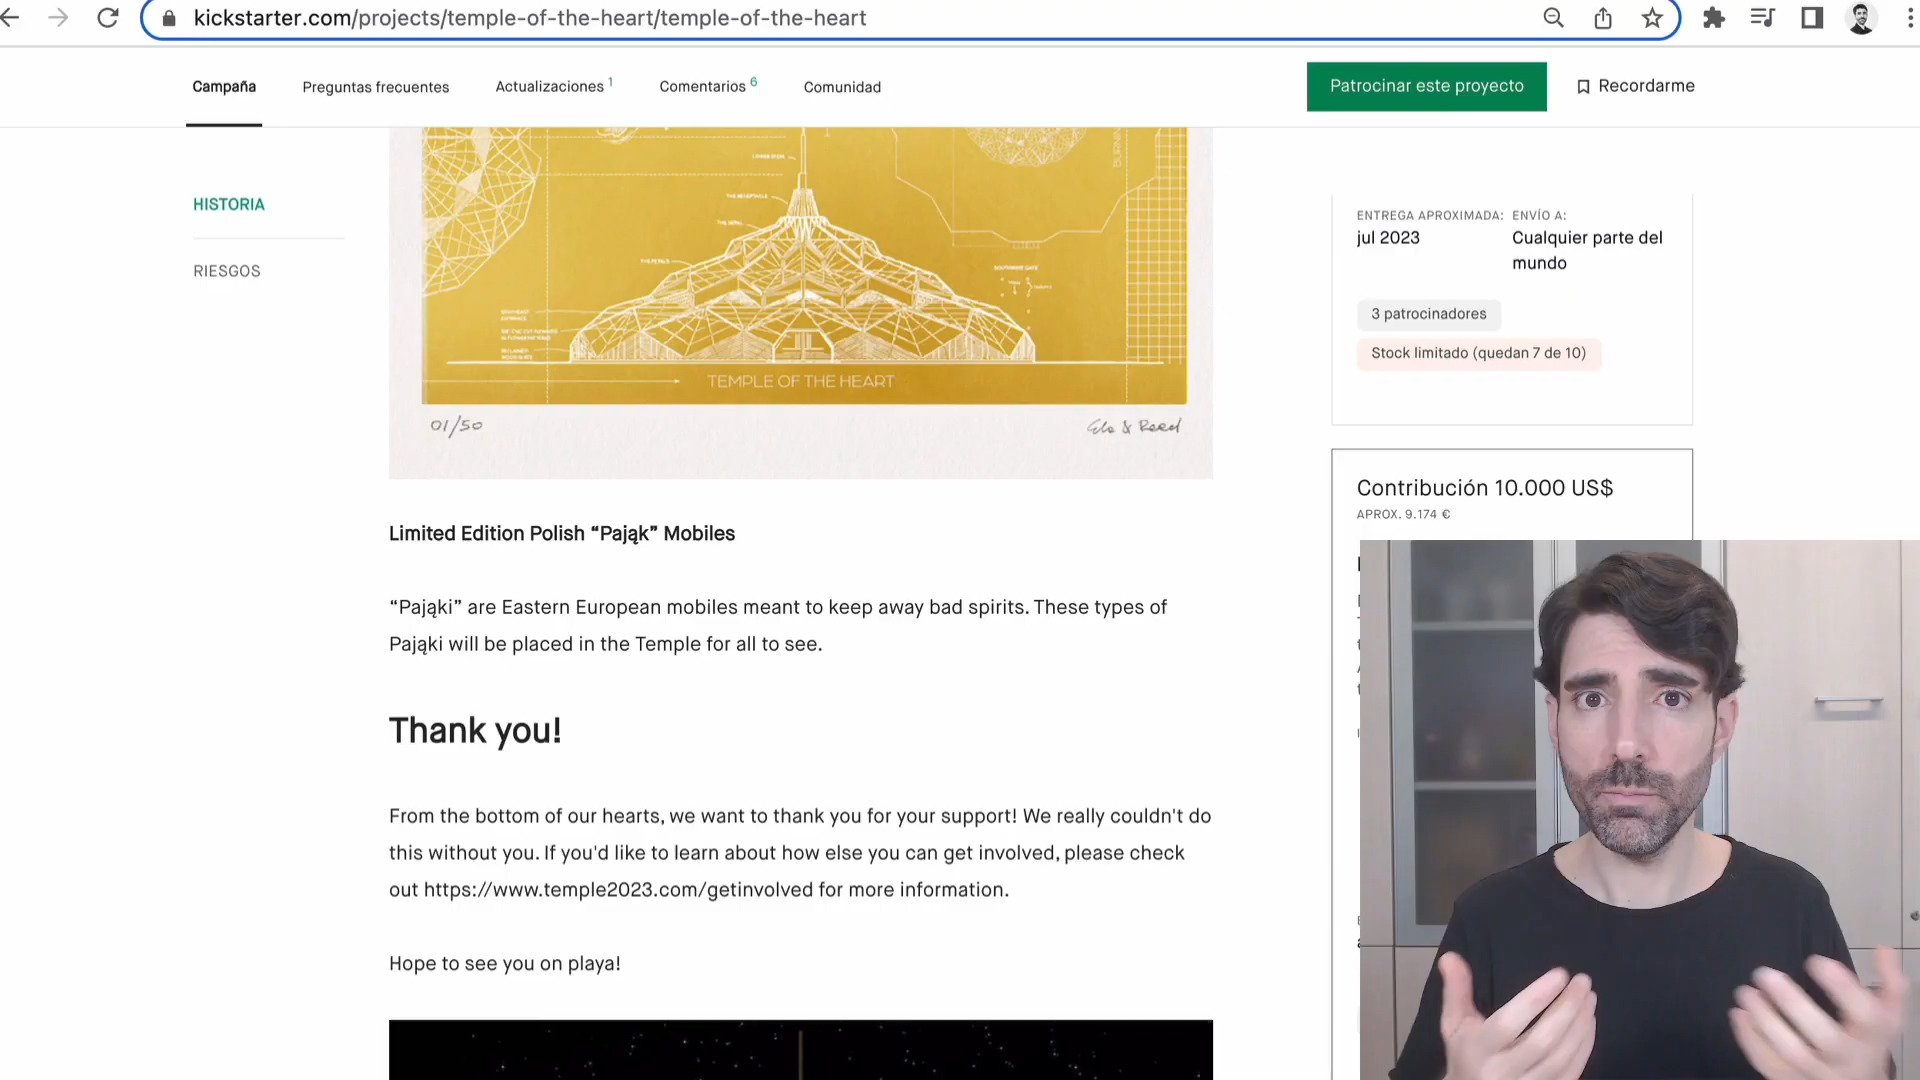 kickstarter.com/projects/temple-of-the-heart/temple-of-the-heart
Campaña
Preguntas frecuentes
Actualizaciones 1
Comentarios 6
Comunidad
Patrocinar este proyecto
Recordarme
HISTORIA
RIESGOS
TEMPLE OF THE HEART
01/50
Limited Edition Polish “Pająk” Mobiles
“Pająki” are Eastern European mobiles meant to keep away bad spirits. These types of
Pająki will be placed in the Temple for all to see.
Thank you!
From the bottom of our hearts, we want to thank you for your support! We really couldn't do
this without you. If you'd like to learn about how else you can get involved, please check
out https://www.temple2023.com/getinvolved for more information.
Hope to see you on playa!
ENTREGA APROXIMADA:
jul 2023
ENVÍO A:
Cualquier parte del
mundo
3 patrocinadores
Stock limitado (quedan 7 de 10)
Contribución 10.000 US$
APROX. 9.174 €